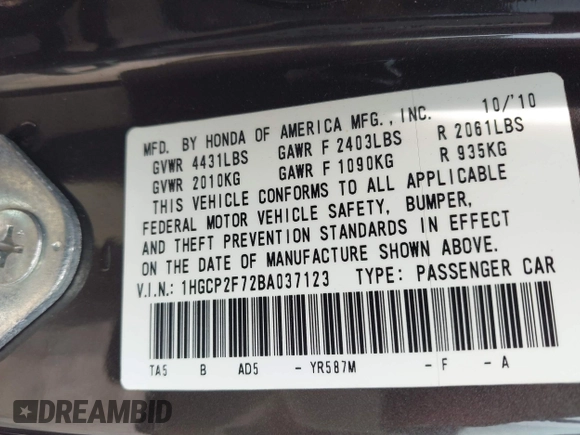 MFD. BY HONDA OF AMERICA MFG., INC. 10/'10
GVWR 4431LBS GAWR F 2403LBS R 2061LBS
GVWR 2010KG GAWR F 1090KG R 935KG
THIS VEHICLE CONFORMS TO ALL APPLICABLE
FEDERAL MOTOR VEHICLE SAFETY, BUMPER,
AND THEFT PREVENTION STANDARDS IN EFFECT
ON THE DATE OF MANUFACTURE SHOWN ABOVE.
V.I.N.: 1HGCP2F72BA037123 TYPE: PASSENGER CAR
TA5 B AD5 - YR587M - F - A
DREAMBID